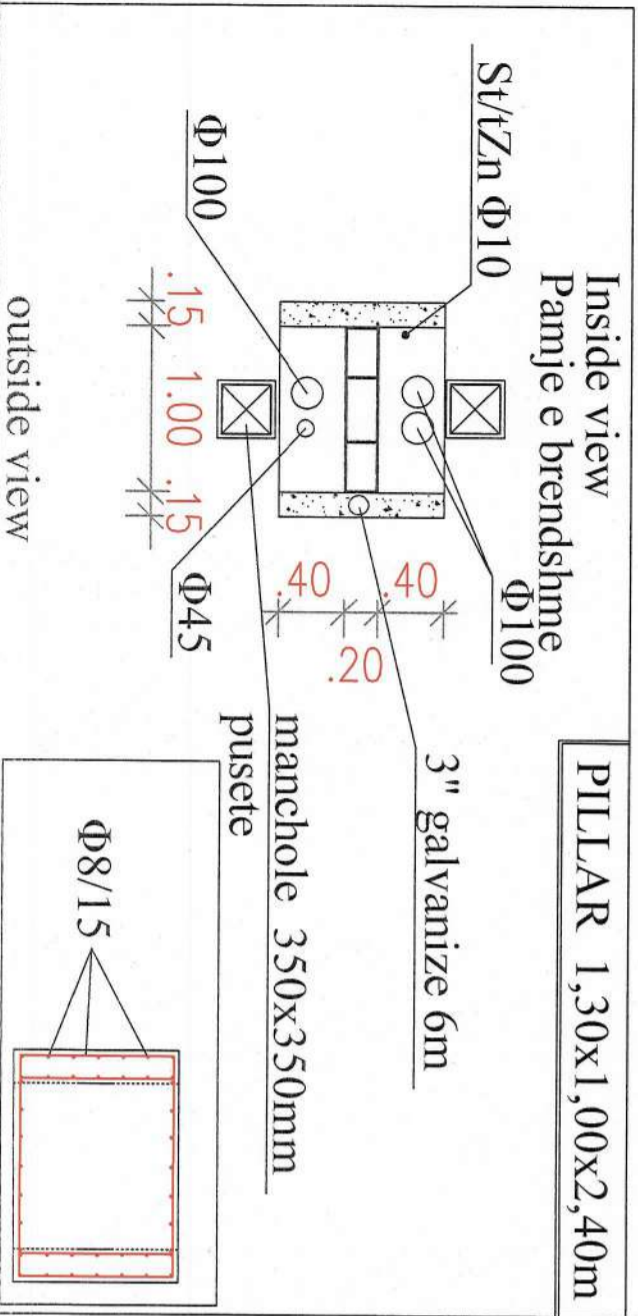 PILLAR 1,30x1,00x2,40m
Inside view
Pamje e brendshme
St/tZn Φ10
Φ100
Φ100
3" galvanize 6m
.40
.40
.20
.15
1.00
.15
Φ45
manchole 350x350mm
pusete
Φ8/15
outside view